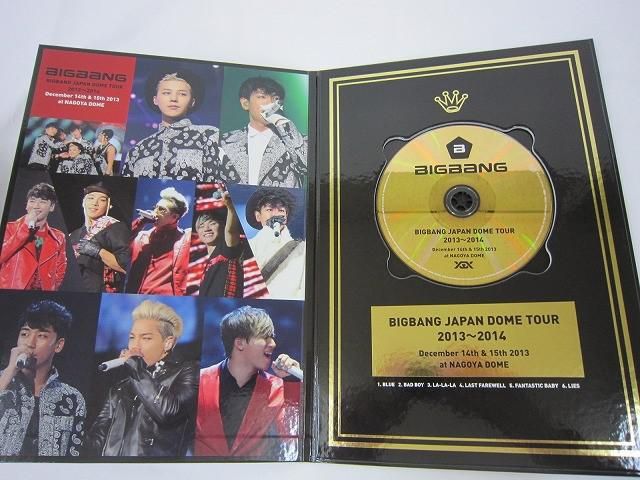 BIGBANG
BIGBANG JAPAN DOME TOUR
2013～2014
December 14th & 15th 2013
at NAGOYA DOME
B
BIGBANG
BIGBANG JAPAN DOME TOUR
2013～2014
December 14th & 15th 2013
at NAGOYA DOME
BIGBANG JAPAN DOME TOUR
2013～2014
December 14th & 15th 2013
at NAGOYA DOME
1. BLUE 2. BAD BOY 3. LA-LA-LA 4. LAST FAREWELL 5. FANTASTIC BABY 6. LIES